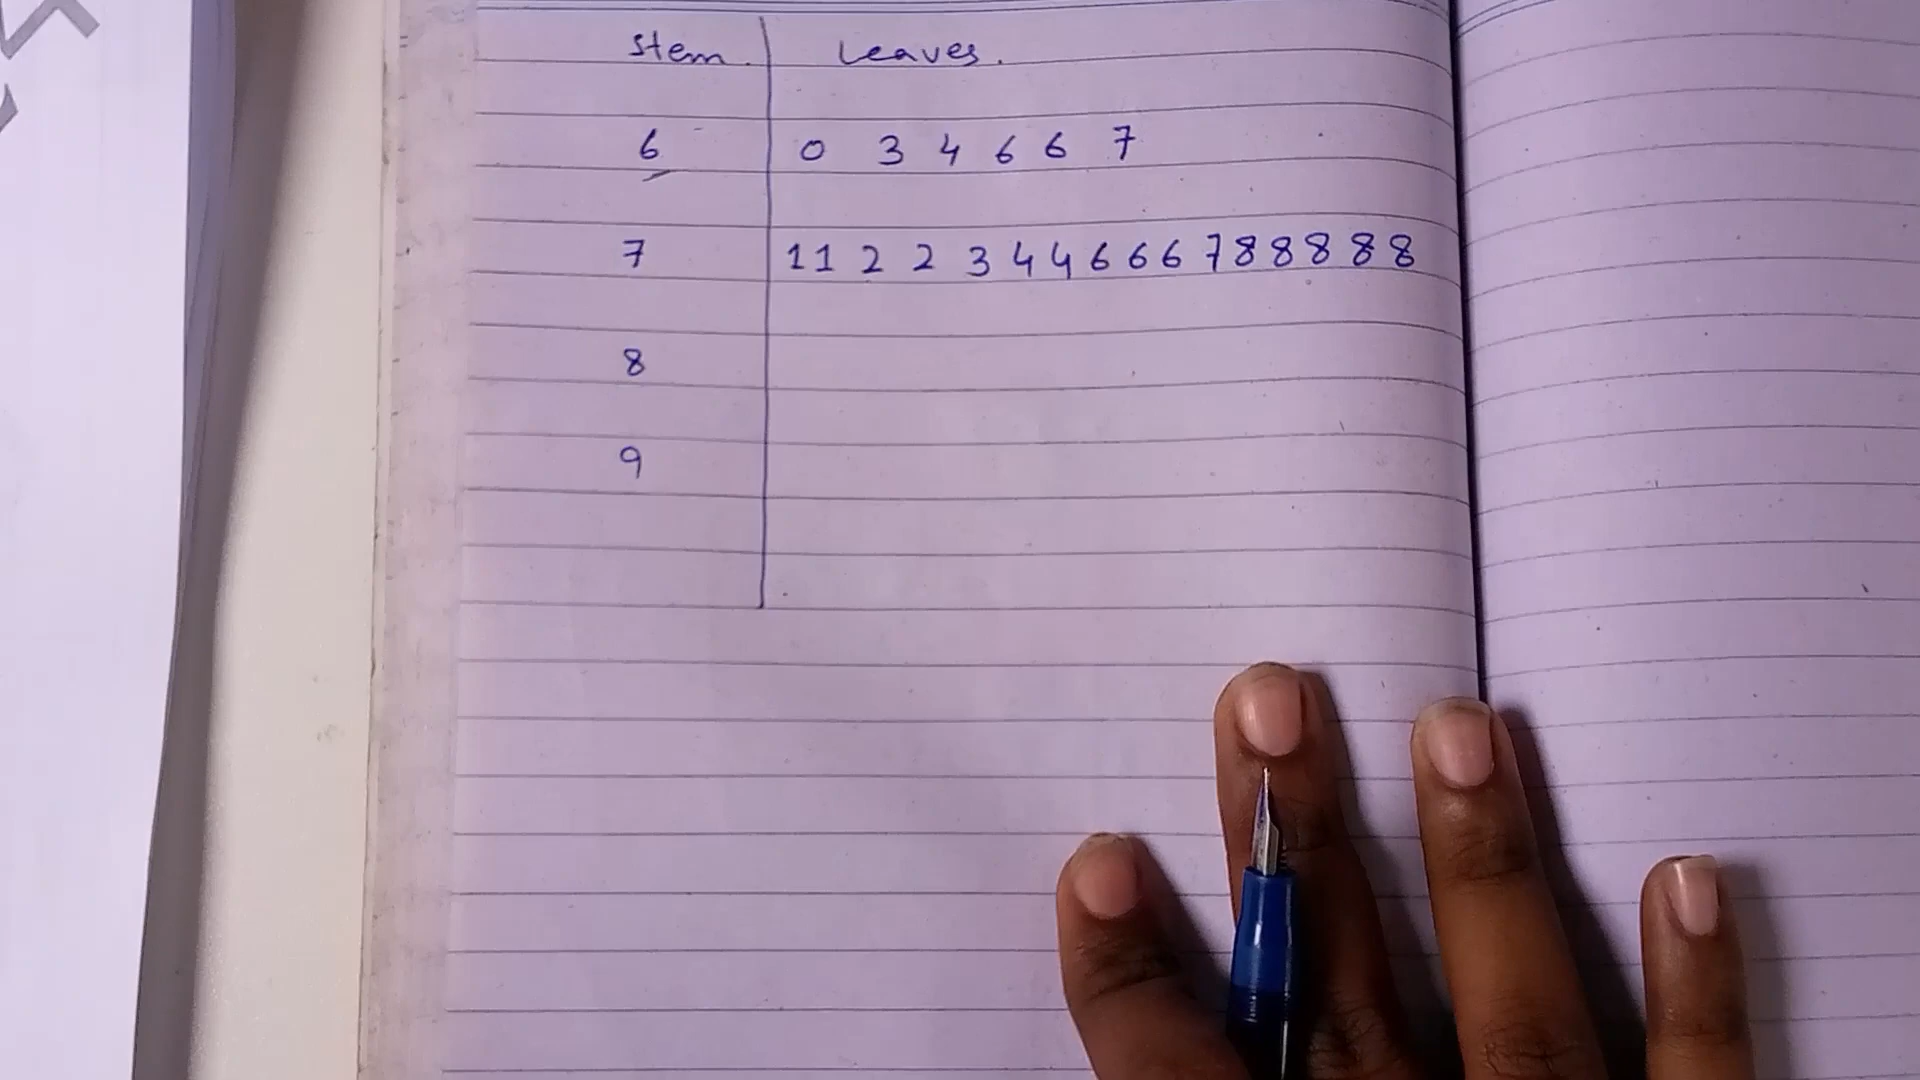 Stem. Leaves.
6 0 3 4 6 6 7
7 1 1 2 2 3 4 4 6 6 6 7 8 8 8 8 8
8
9